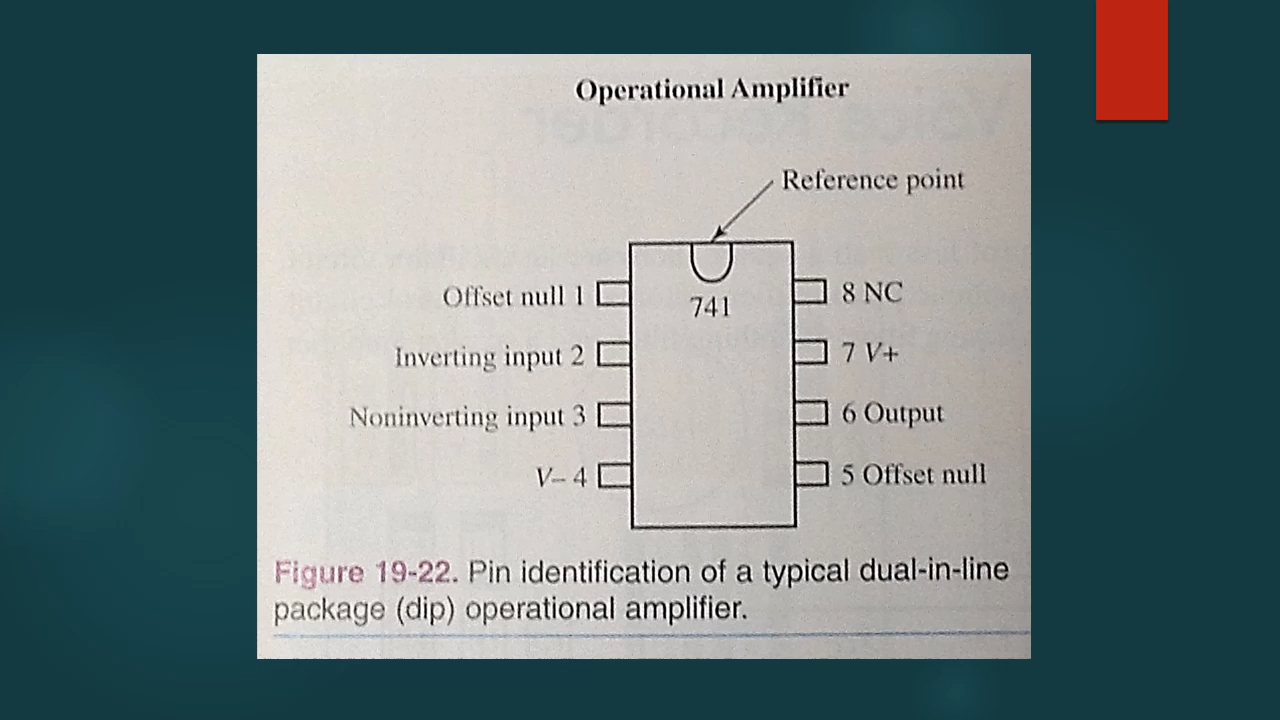 Operational Amplifier
Reference point
741
Offset null 1
8 NC
Inverting input 2
7 V+
Noninverting input 3
6 Output
V– 4
5 Offset null
Figure 19-22. Pin identification of a typical dual-in-line
package (dip) operational amplifier.